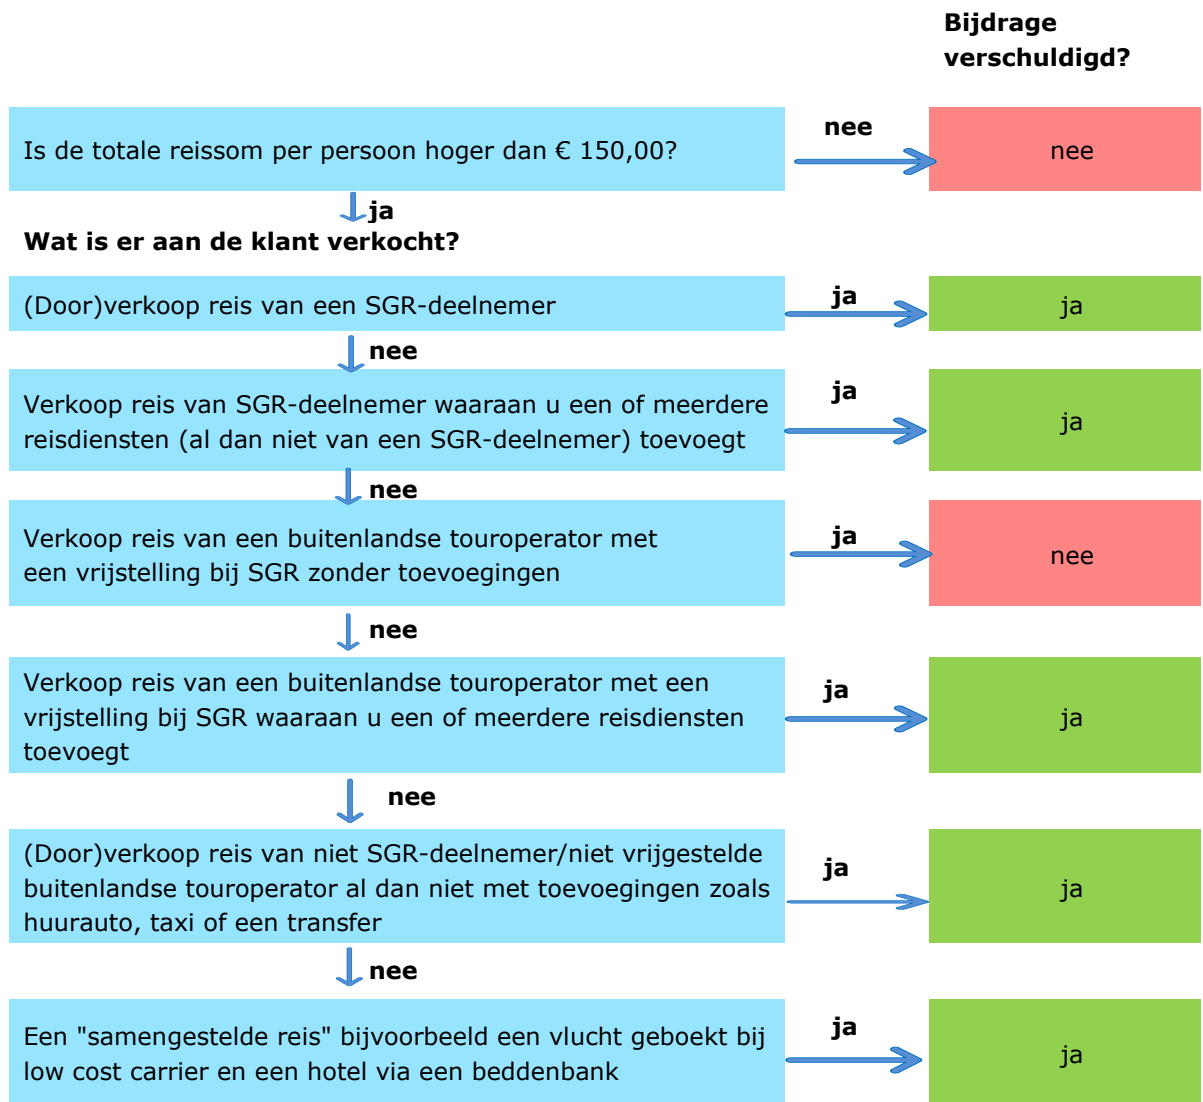 Bijdrage
verschuldigd?
Is de totale reissom per persoon hoger dan € 150,00?
nee
nee
ja
Wat is er aan de klant verkocht?
(Door)verkoop reis van een SGR-deelnemer
ja
ja
nee
Verkoop reis van SGR-deelnemer waaraan u een of meerdere
reisdiensten (al dan niet van een SGR-deelnemer) toevoegt
ja
ja
nee
Verkoop reis van een buitenlandse touroperator met
een vrijstelling bij SGR zonder toevoegingen
ja
nee
nee
Verkoop reis van een buitenlandse touroperator met een
vrijstelling bij SGR waaraan u een of meerdere reisdiensten
toevoegt
ja
ja
nee
(Door)verkoop reis van niet SGR-deelnemer/niet vrijgestelde
buitenlandse touroperator al dan niet met toevoegingen zoals
huurauto, taxi of een transfer
ja
ja
nee
Een "samengestelde reis" bijvoorbeeld een vlucht geboekt bij
low cost carrier en een hotel via een beddenbank
ja
ja